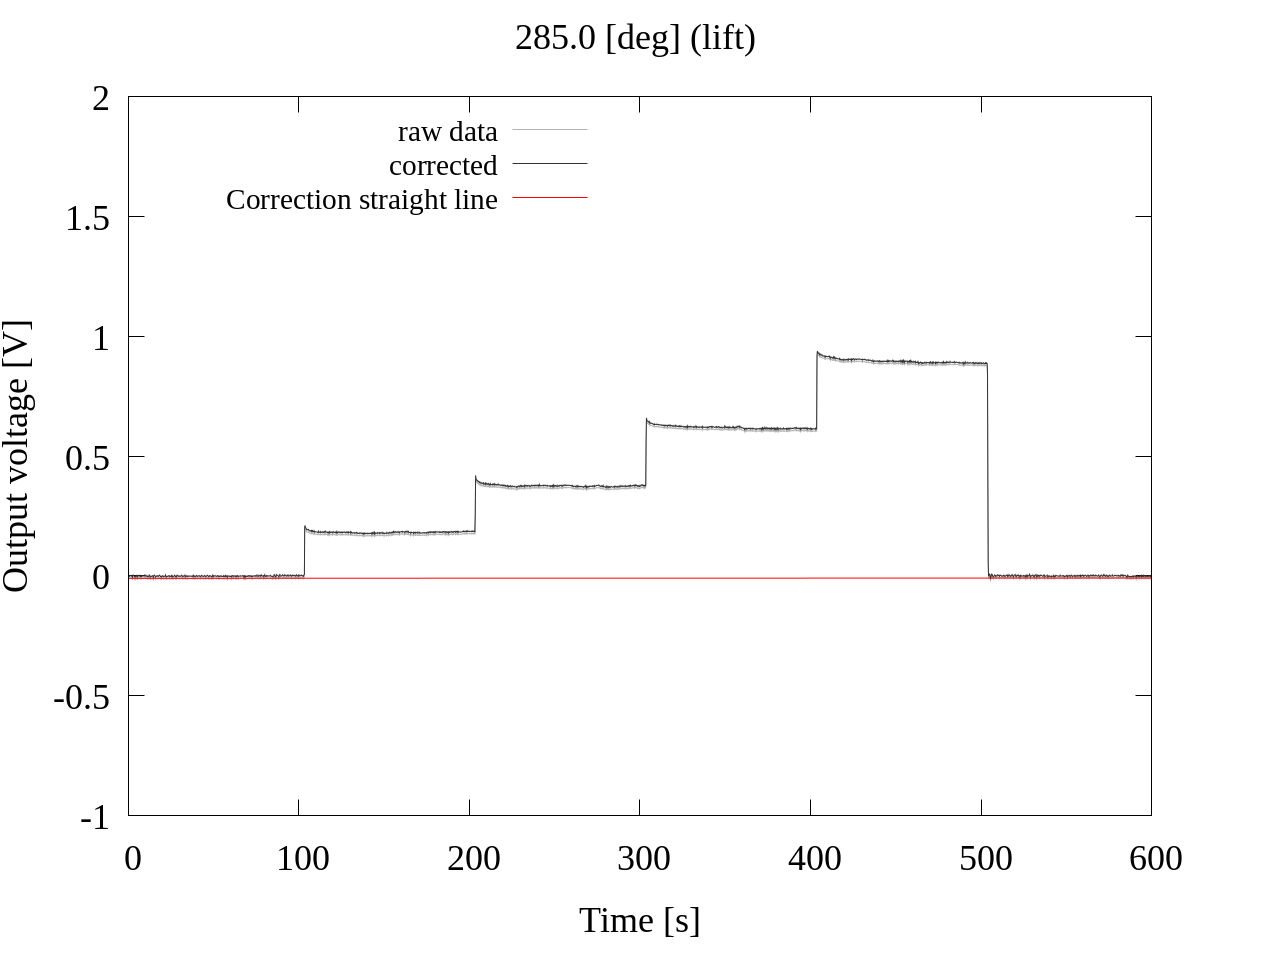 285.0 [deg] (lift)
2
1.5
1
0.5
0
-0.5
-1
raw data
corrected
Correction straight line
Output voltage [V]
0 100 200 300 400 500 600
Time [s]